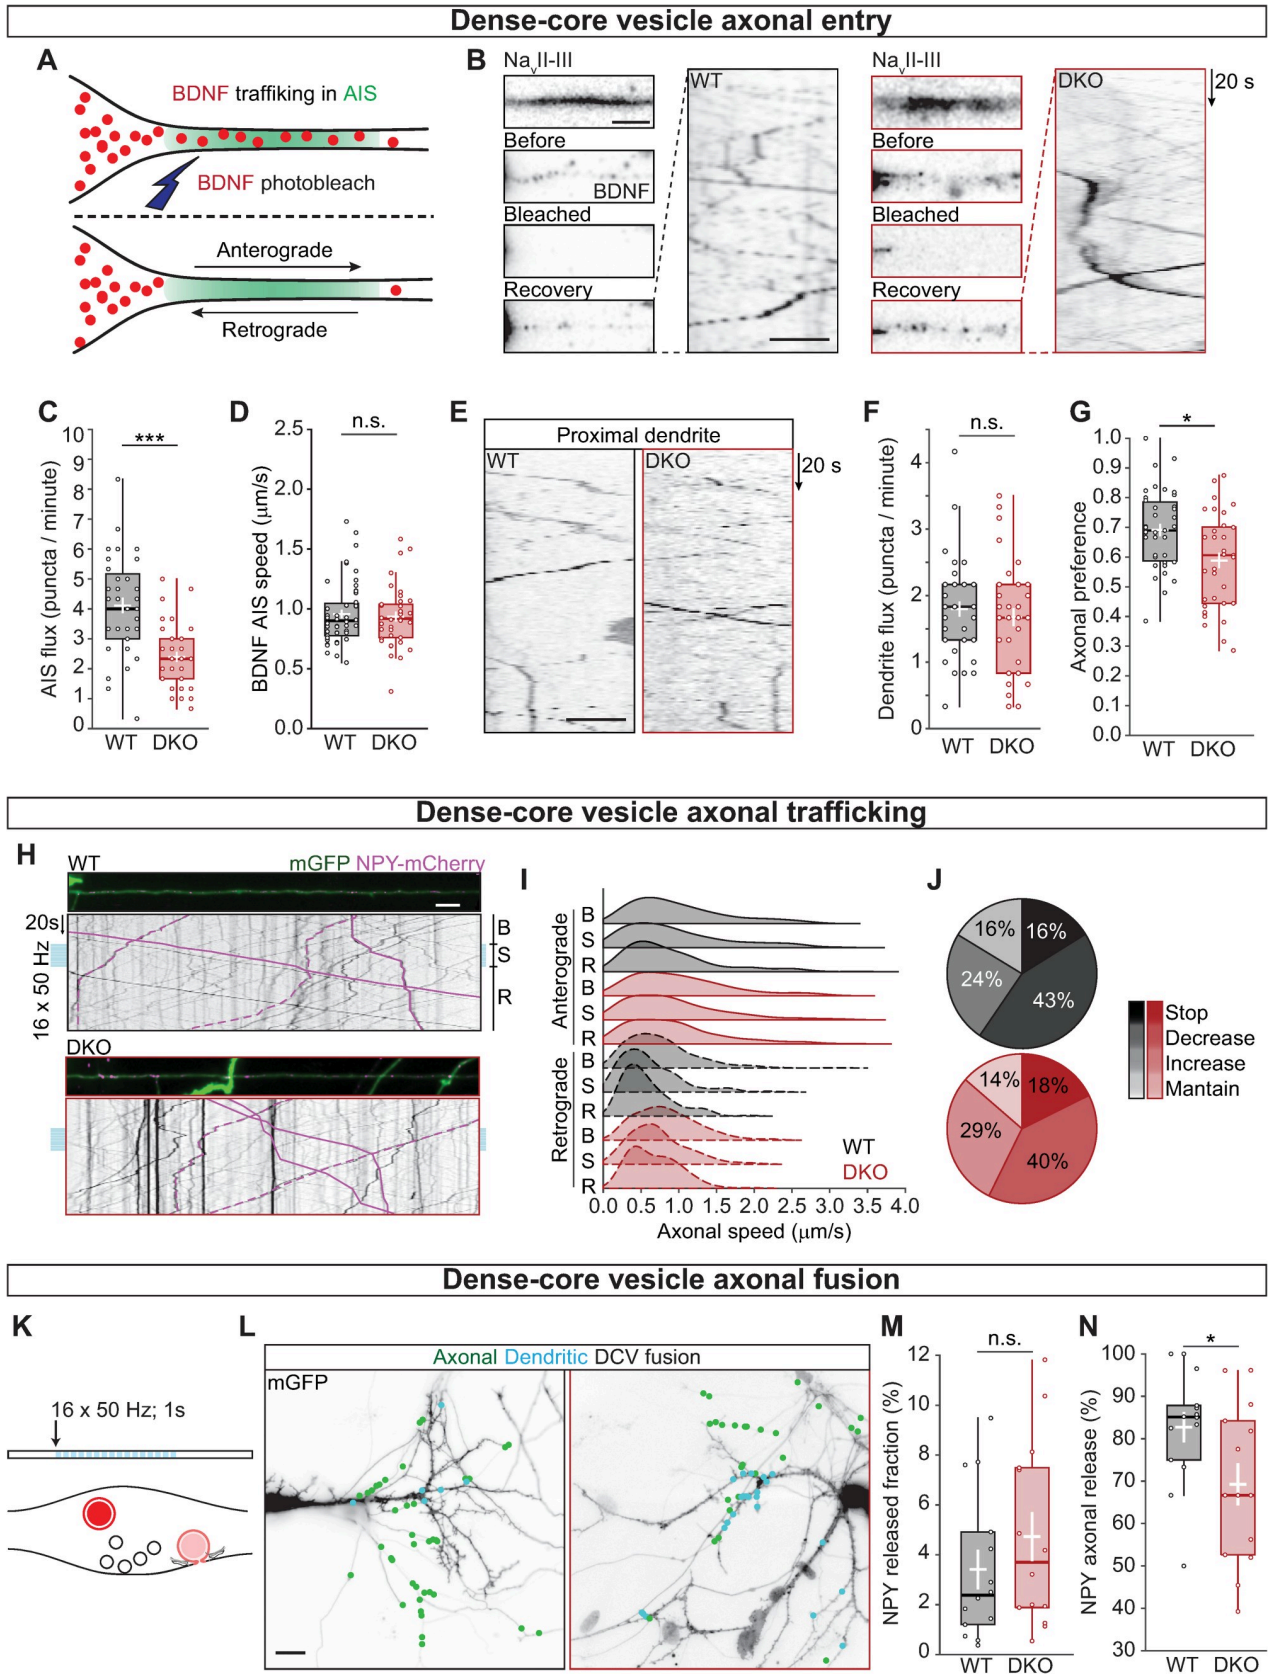 Dense-core vesicle axonal entry
A
BDNF traffiking in AIS
BDNF photobleach
Anterograde
Retrograde
B
NavII-III
Before
BDNF
Bleached
Recovery
WT
NavII-III
Before
Bleached
Recovery
DKO
20 s
C
AIS flux (puncta / minute)
***
10
9
8
7
6
5
4
3
2
1
0
WT DKO
D
BDNF AIS speed (μm/s)
n.s.
2.5
2.0
1.5
1.0
0.5
0.0
WT DKO
E
Proximal dendrite
WT
DKO
20 s
F
Dendrite flux (puncta / minute)
n.s.
4
3
2
1
0
WT DKO
G
Axonal preference
*
1.0
0.9
0.8
0.7
0.6
0.5
0.4
0.3
0.2
0.1
0.0
WT DKO
Dense-core vesicle axonal trafficking
H
WT
mGFP NPY-mCherry
20s
16 x 50 Hz
B
S
R
DKO
I
Anterograde
B
S
R
B
S
R
Retrograde
B
S
R
B
S
R
WT
DKO
0.0 0.5 1.0 1.5 2.0 2.5 3.0 3.5 4.0
Axonal speed (μm/s)
J
16% 16%
24%
43%
14% 18%
29%
40%
Stop
Decrease
Increase
Mantain
Dense-core vesicle axonal fusion
K
16 x 50 Hz; 1s
L
Axonal Dendritic DCV fusion
mGFP
M
NPY released fraction (%)
n.s.
12
10
8
6
4
2
0
WT DKO
N
NPY axonal release (%)
*
100
90
80
70
60
50
40
30
WT DKO